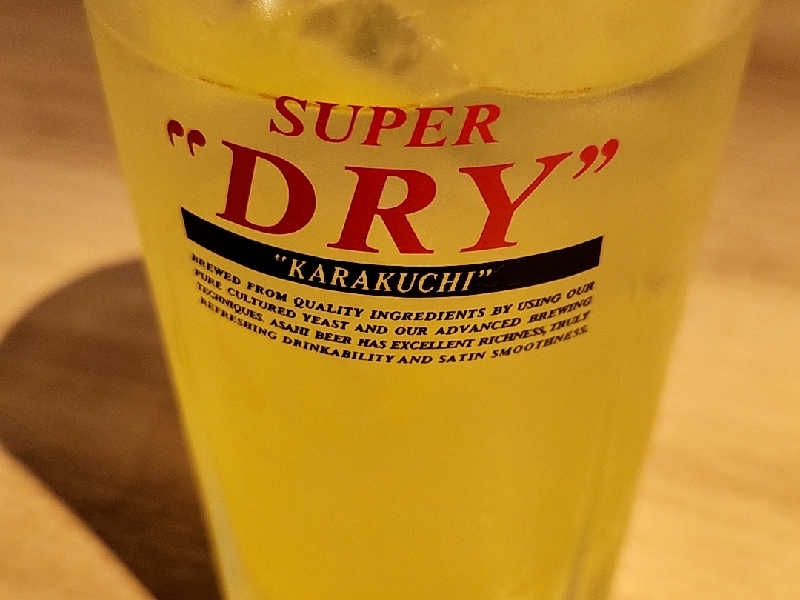 SUPER
"DRY"
"KARAKUCHI"
BREWED FROM QUALITY INGREDIENTS BY USING OUR
PURE CULTURED YEAST AND OUR ADVANCED BREWING
TECHNIQUES. ASAHI BEER HAS EXCELLENT RICHNESS, TRULY
REFRESHING DRINKABILITY AND SATIN SMOOTHNESS.